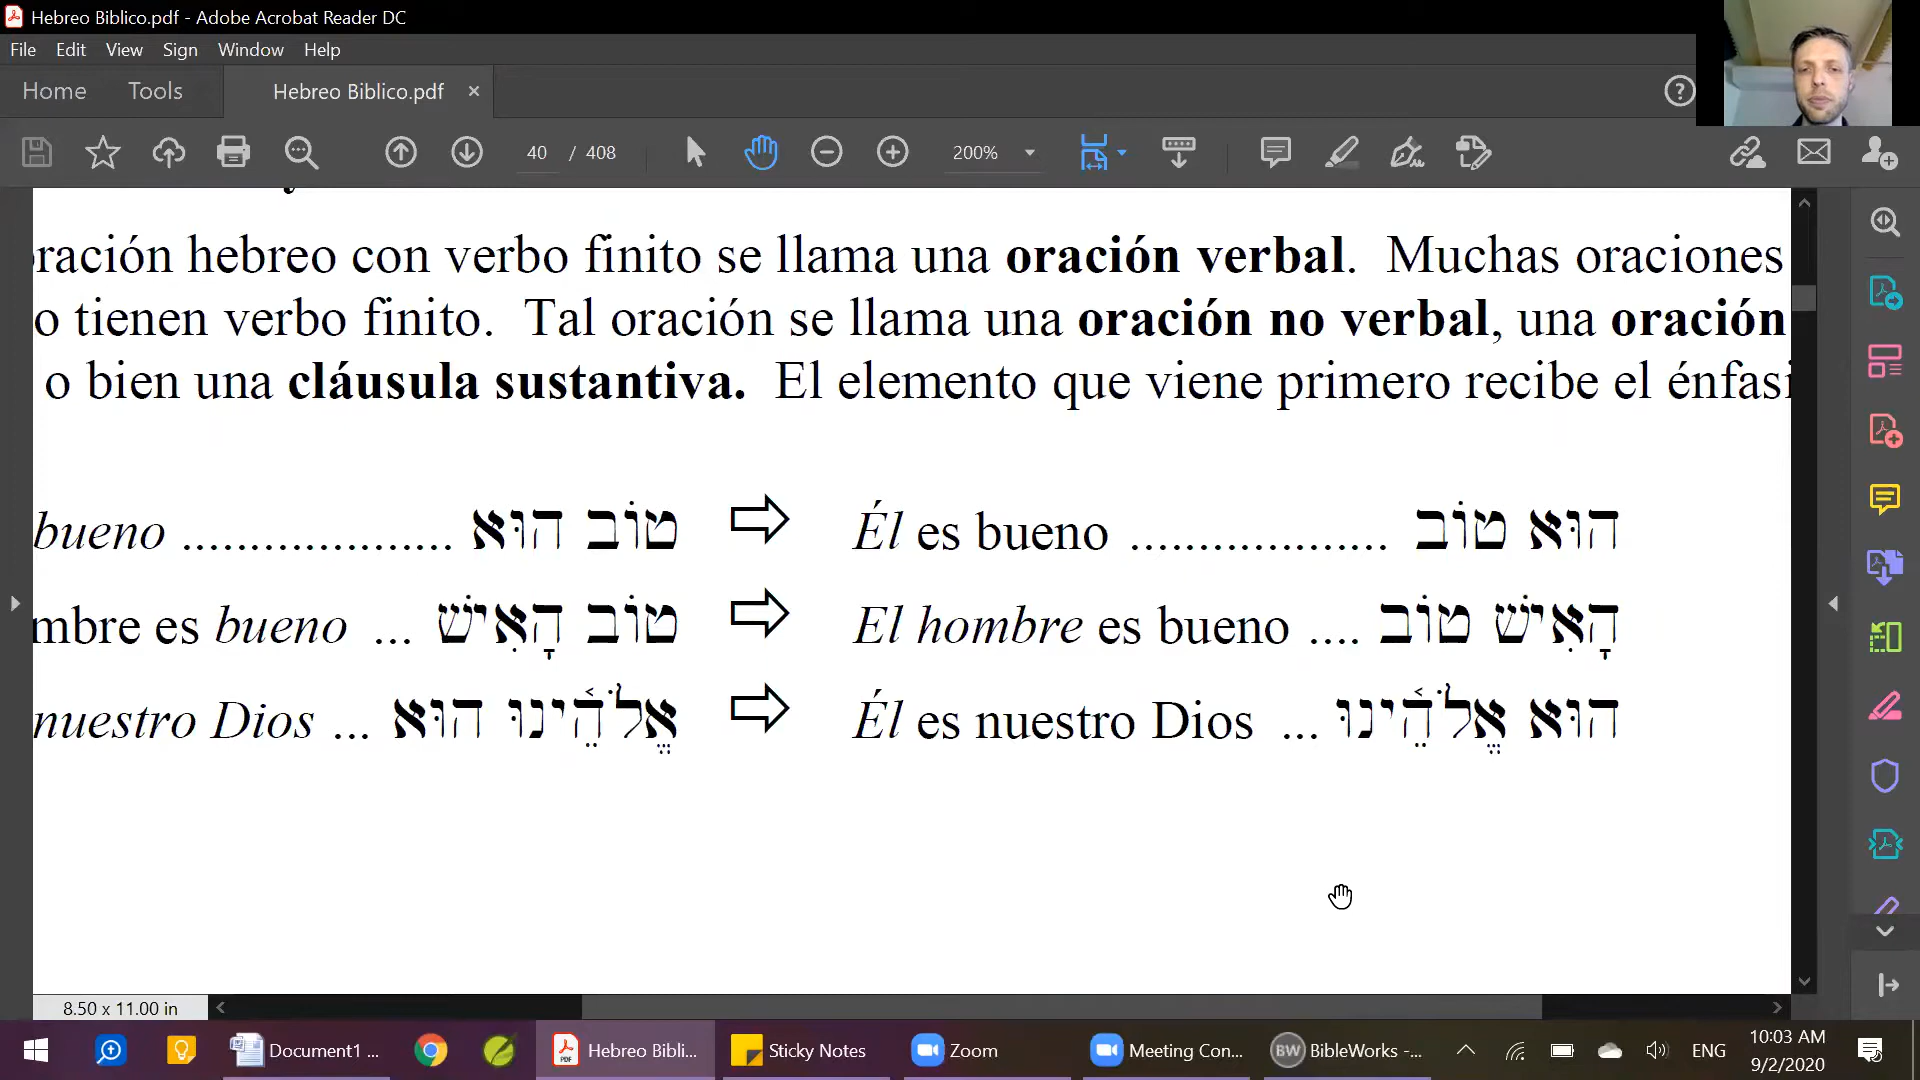 Hebreo Biblico.pdf - Adobe Acrobat Reader DC
File Edit View Sign Window Help
Home Tools Hebreo Biblico.pdf ×
40 / 408 200%
oración hebreo con verbo finito se llama una oración verbal. Muchas oraciones
o tienen verbo finito. Tal oración se llama una oración no verbal, una oración
o bien una cláusula sustantiva. El elemento que viene primero recibe el énfasi
bueno .................... טוֹב הוּא ⇨ Él es bueno ................... הוּא טוֹב
mbre es bueno ... טוֹב הָאִישׁ ⇨ El hombre es bueno .... הָאִישׁ טוֹב
nuestro Dios ... אֱלֹהֵ֫ינוּ הוּא ⇨ Él es nuestro Dios ... הוּא אֱלֹהֵ֫ינוּ
8.50 x 11.00 in
Document1 ... Hebreo Bibli... Sticky Notes Zoom Meeting Con... BW BibleWorks -... ENG 10:03 AM
9/2/2020